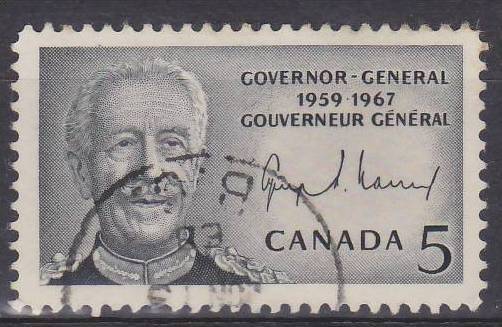 GOVERNOR-GENERAL
1959-1967
GOUVERNEUR GÉNÉRAL
CANADA 5